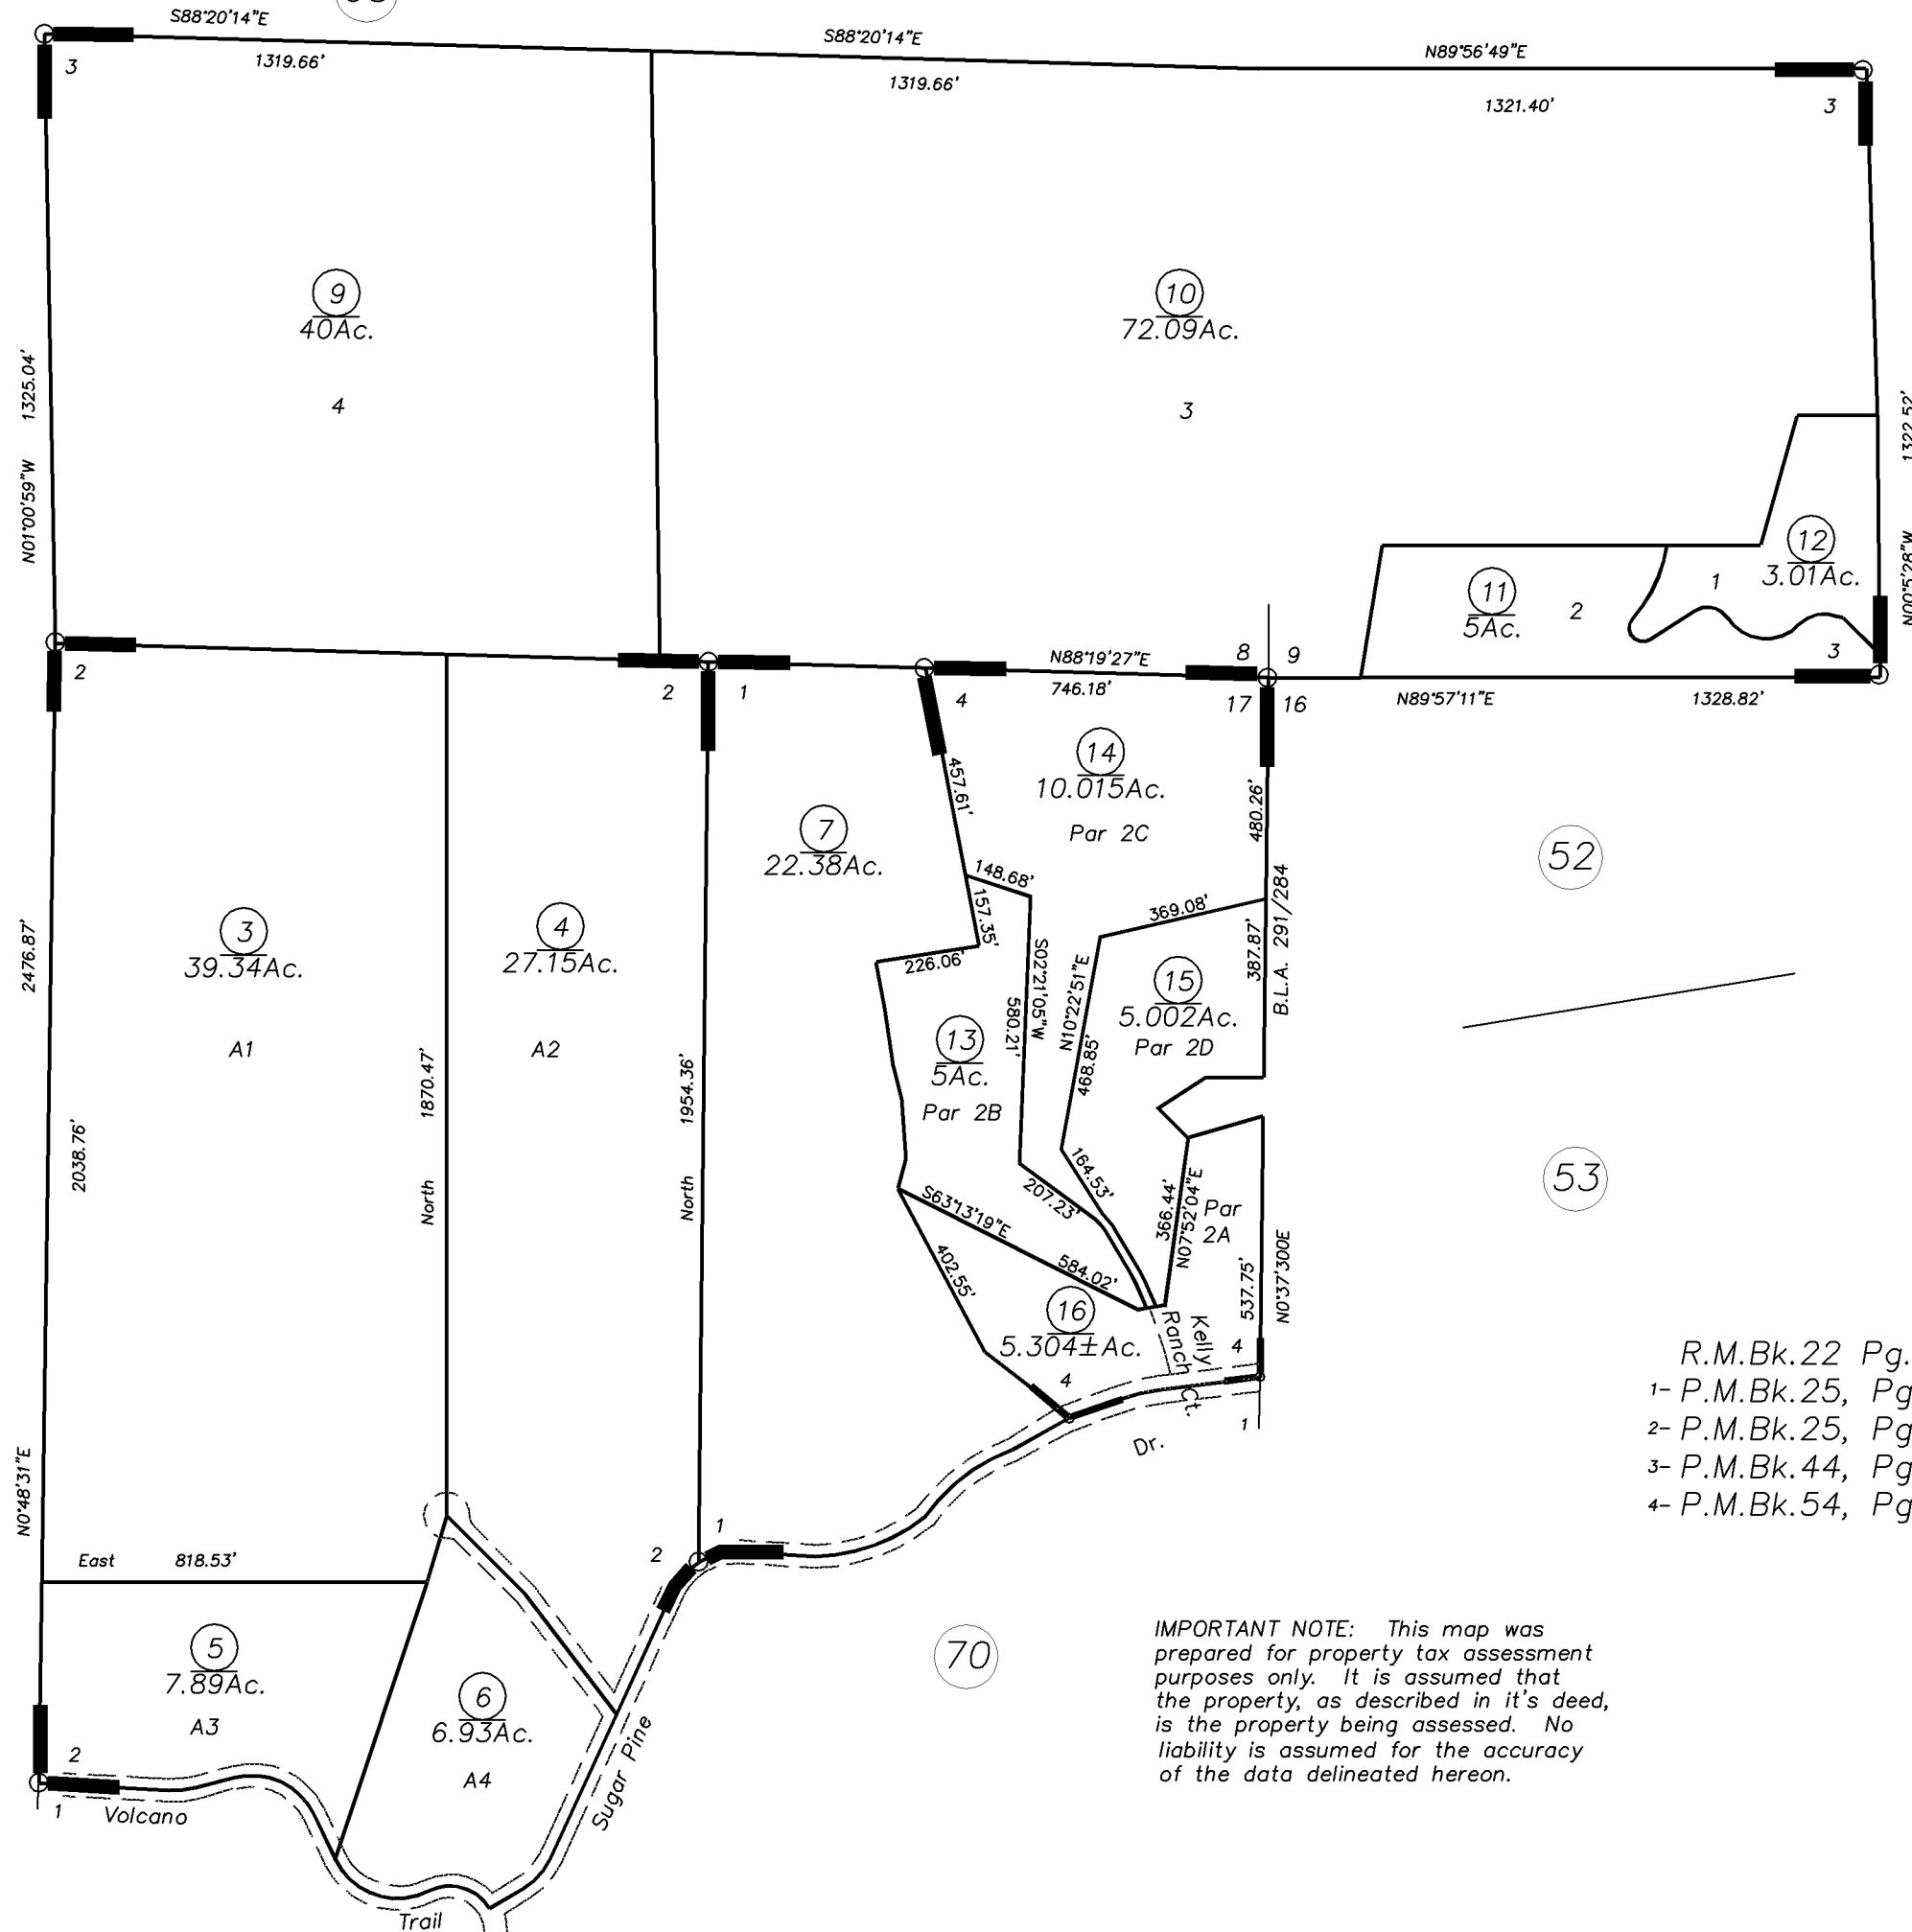 S88°20'14"E
S88°20'14"E
N89°56'49"E
1319.66'
1319.66'
1321.40'
3
3
9
40Ac.
4
10
72.09Ac.
3
N01°00'59"W 1325.04'
1322.52'
N00°5'28"W
12
3.01Ac.
1
11
5Ac.
2
3
2
2
1
4
N88°19'27"E
746.18'
8
9
17
16
N89°57'11"E
1328.82'
14
10.015Ac.
Par 2C
457.61'
480.26'
7
22.38Ac.
52
148.68'
157.35'
369.08'
387.87'
B.L.A. 291/284
226.06'
3
39.34Ac.
A1
4
27.15Ac.
A2
2476.87'
2038.76'
North 1870.47'
North 1954.36'
13
5Ac.
Par 2B
S02°21'05"W
580.21'
N10°22'51"E
468.85'
15
5.002Ac.
Par 2D
53
164.53'
207.23'
366.44'
N07°52'04"E
Par
2A
S63°13'19"E
584.02'
402.55'
537.75'
N0°37'300E
16
5.304±Ac.
4
4
Kelly
Ranch
Ct.
Dr.
1
R.M.Bk.22 Pg.
1- P.M.Bk.25, Pg
2- P.M.Bk.25, Pg
3- P.M.Bk.44, Pg
4- P.M.Bk.54, Pg
N0°48'31"E
East 818.53'
2
1
5
7.89Ac.
A3
6
6.93Ac.
A4
2
1
Volcano
Trail
Sugar Pine
70
IMPORTANT NOTE: This map was
prepared for property tax assessment
purposes only. It is assumed that
the property, as described in it's deed,
is the property being assessed. No
liability is assumed for the accuracy
of the data delineated hereon.